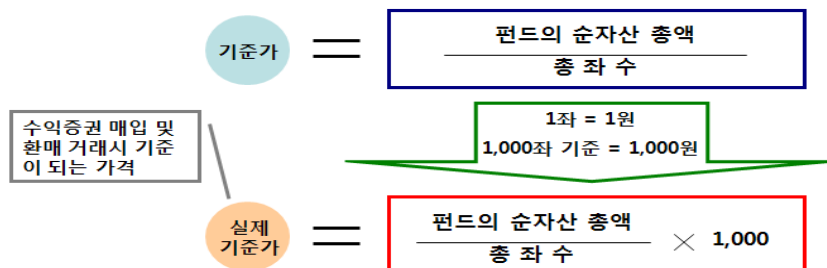 기준가
=
펀드의 순자산 총액
총 좌 수
수익증권 매입 및
환매 거래시 기준
이 되는 가격
1좌 = 1원
1,000좌 기준 = 1,000원
실제
기준가
=
펀드의 순자산 총액
총 좌 수
× 1,000